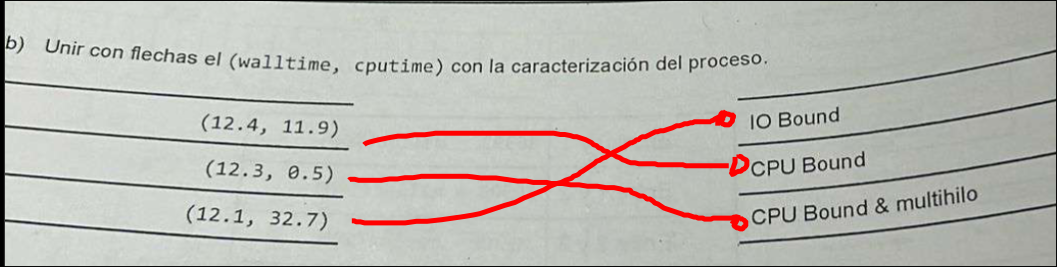 b) Unir con flechas el (walltime, cputime) con la caracterización del proceso.
(12.4, 11.9) IO Bound
(12.3, 0.5) CPU Bound
(12.1, 32.7) CPU Bound & multihilo